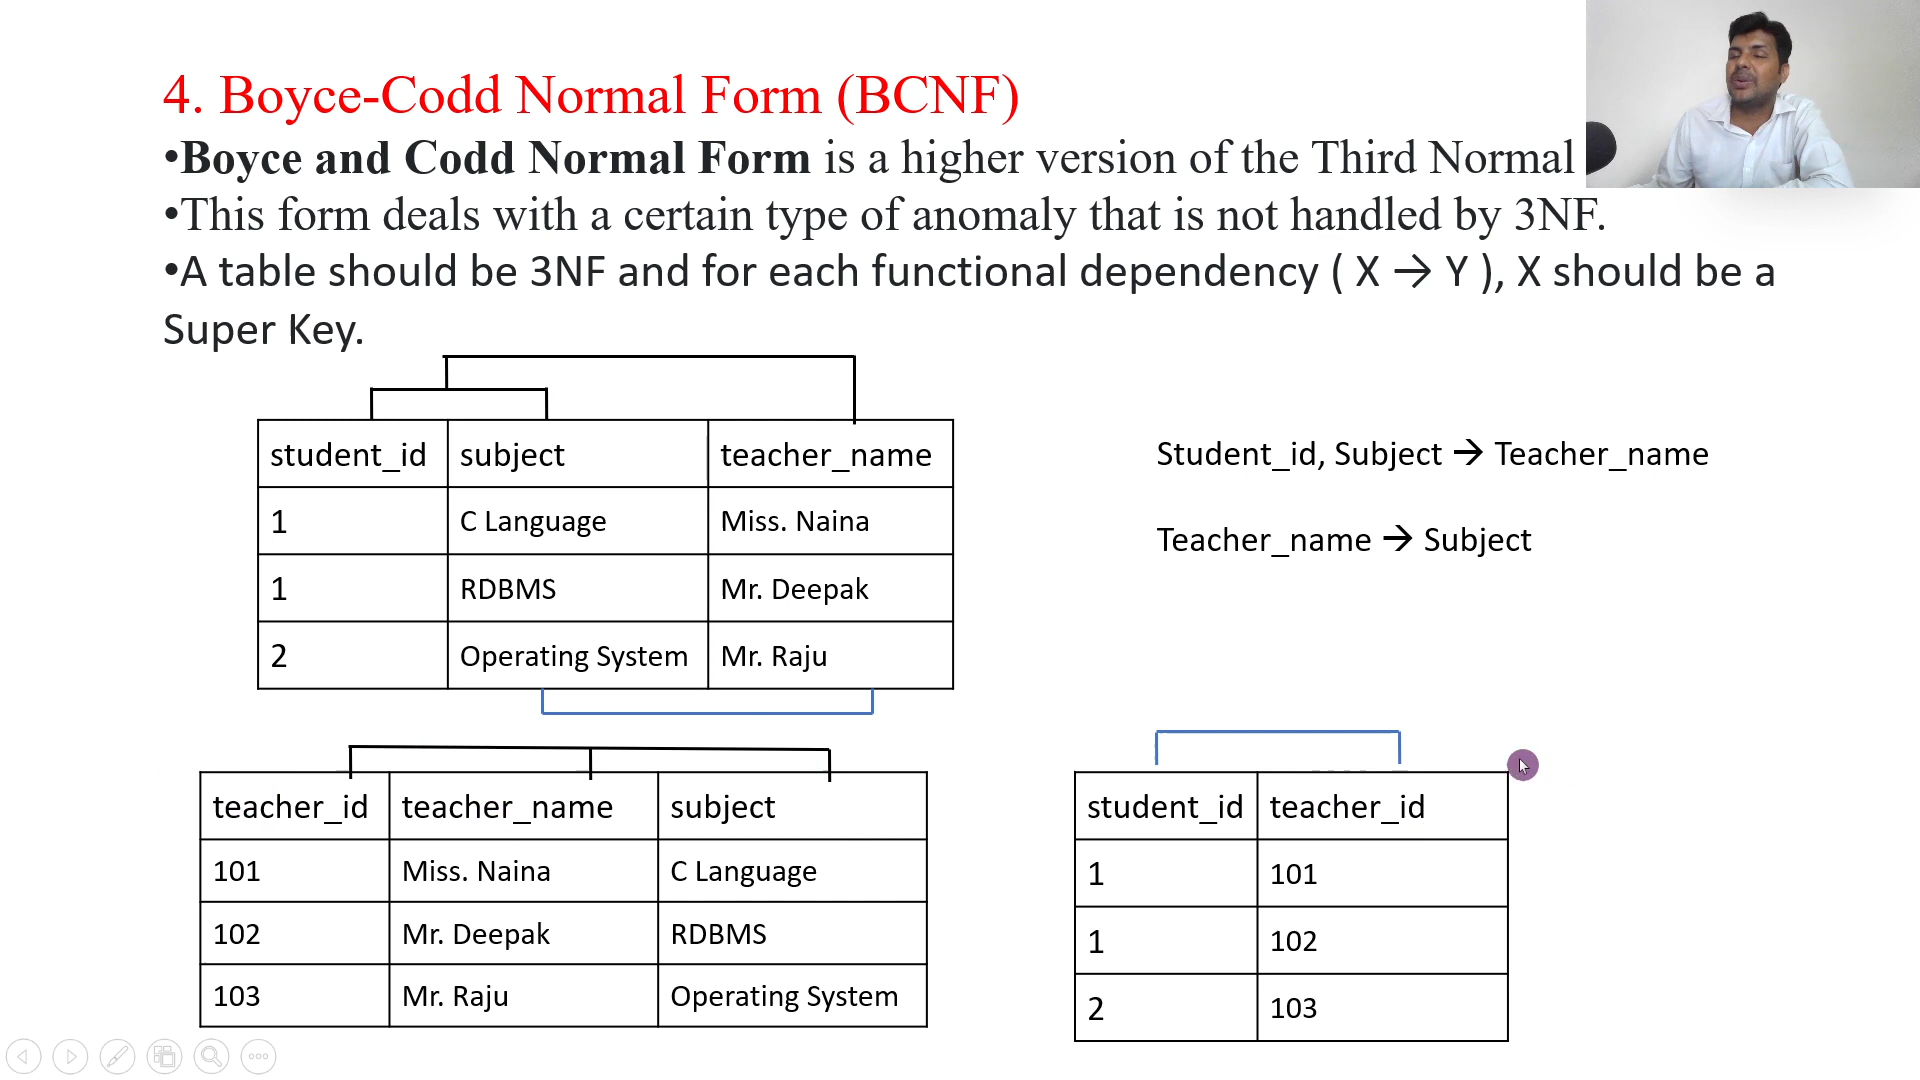 4. Boyce-Codd Normal Form (BCNF)
•Boyce and Codd Normal Form is a higher version of the Third Normal
•This form deals with a certain type of anomaly that is not handled by 3NF.
•A table should be 3NF and for each functional dependency ( X → Y ), X should be a
Super Key.
student_id subject teacher_name
1 C Language Miss. Naina
1 RDBMS Mr. Deepak
2 Operating System Mr. Raju
Student_id, Subject → Teacher_name
Teacher_name → Subject
teacher_id teacher_name subject
101 Miss. Naina C Language
102 Mr. Deepak RDBMS
103 Mr. Raju Operating System
student_id teacher_id
1 101
1 102
2 103